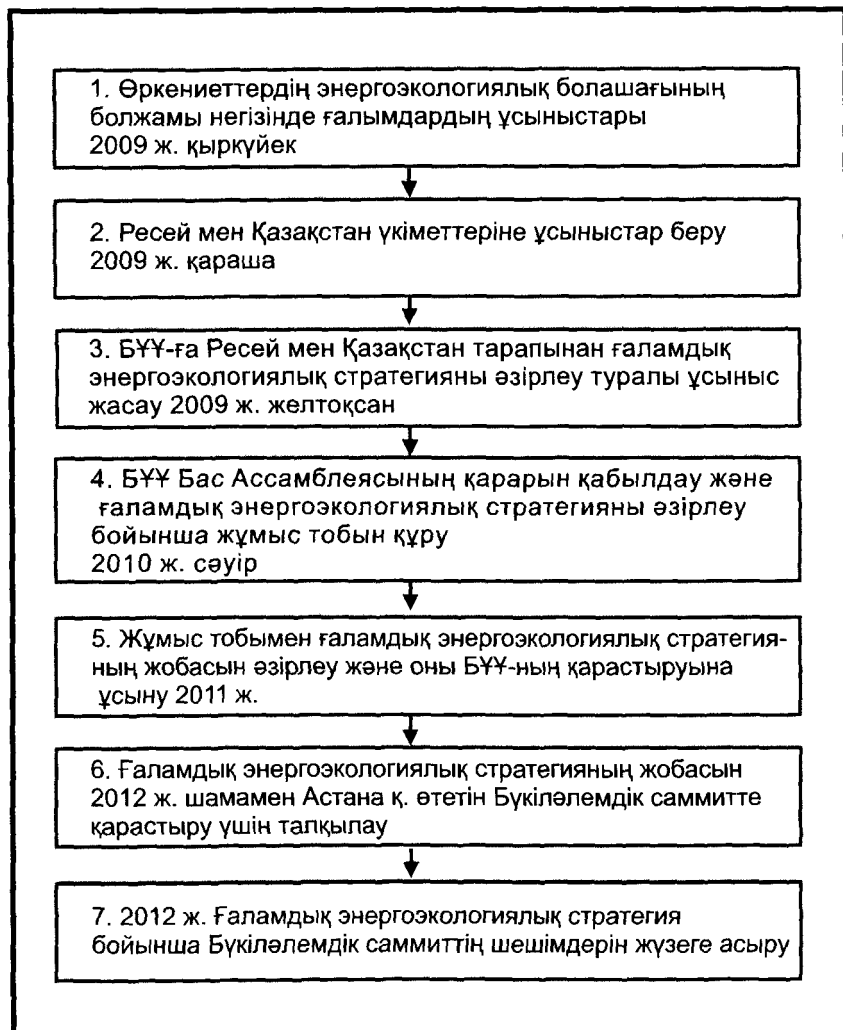 1. Өркениеттердің энергоэкологиялық болашағының
болжамы негізінде ғалымдардың ұсыныстары
2009 ж. қыркүйек
2. Ресей мен Қазақстан үкіметтеріне ұсыныстар беру
2009 ж. қараша
3. БҰҰ-ға Ресей мен Қазақстан тарапынан ғаламдық
энергоэкологиялық стратегияны әзірлеу туралы ұсыныс
жасау 2009 ж. желтоқсан
4. БҰҰ Бас Ассамблеясының қарарын қабылдау және
ғаламдық энергоэкологиялық стратегияны әзірлеу
бойынша жұмыс тобын құру
2010 ж. сәуір
5. Жұмыс тобымен ғаламдық энергоэкологиялық стратегия-
ның жобасын әзірлеу және оны БҰҰ-ның қарастыруына
ұсыну 2011 ж.
6. Ғаламдық энергоэкологиялық стратегияның жобасын
2012 ж. шамамен Астана қ. өтетін Бүкіләлемдік саммитте
қарастыру үшін талқылау
7. 2012 ж. Ғаламдық энергоэкологиялық стратегия
бойынша Бүкіләлемдік саммиттің шешімдерін жүзеге асыру